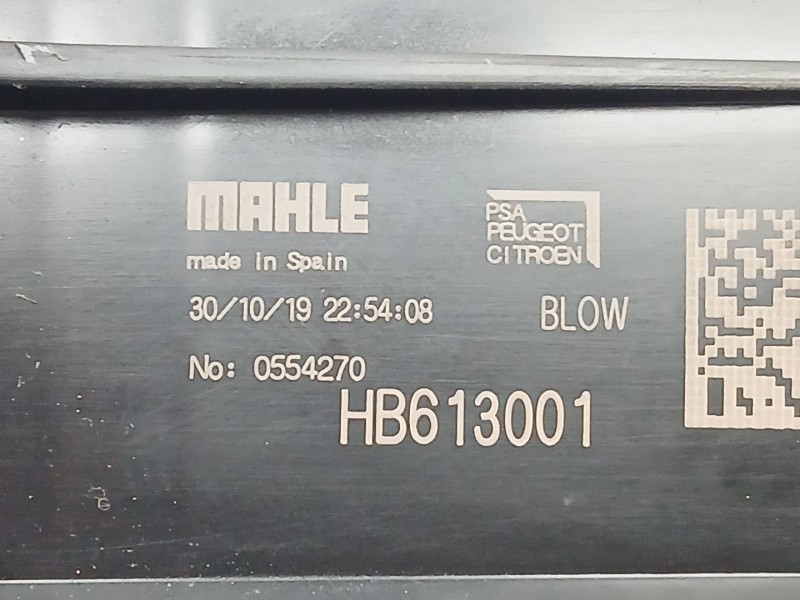 MAHLE
made in Spain
30/10/19 22:54:08
No: 0554270
PSA
PEUGEOT
CITROEN
BLOW
HB613001